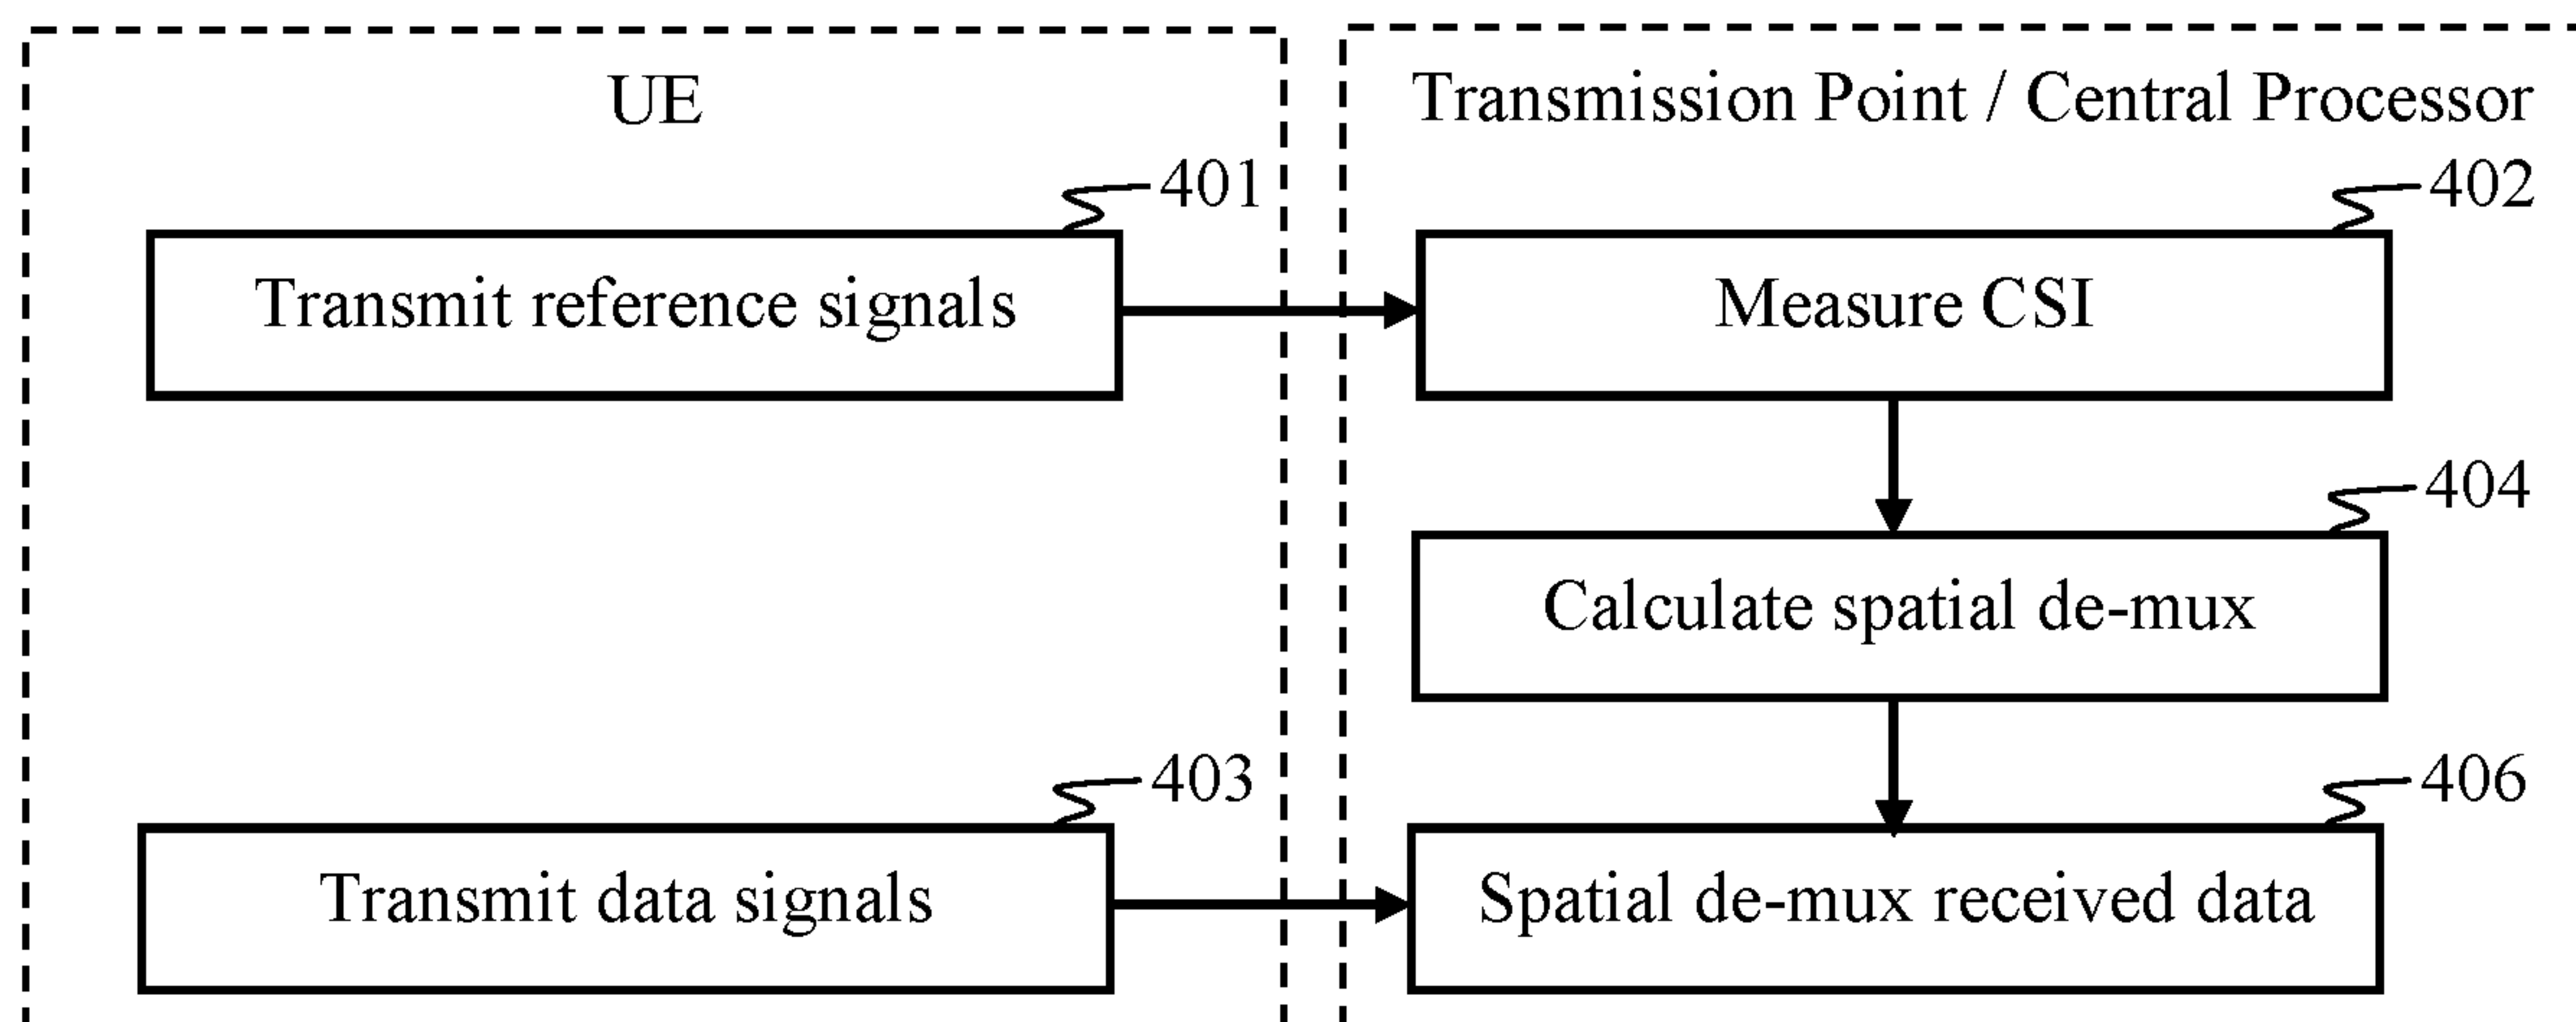 UE
Transmission Point / Central Processor
401
402
Transmit reference signals
Measure CSI
404
Calculate spatial de-mux
403
406
Transmit data signals
Spatial de-mux received data